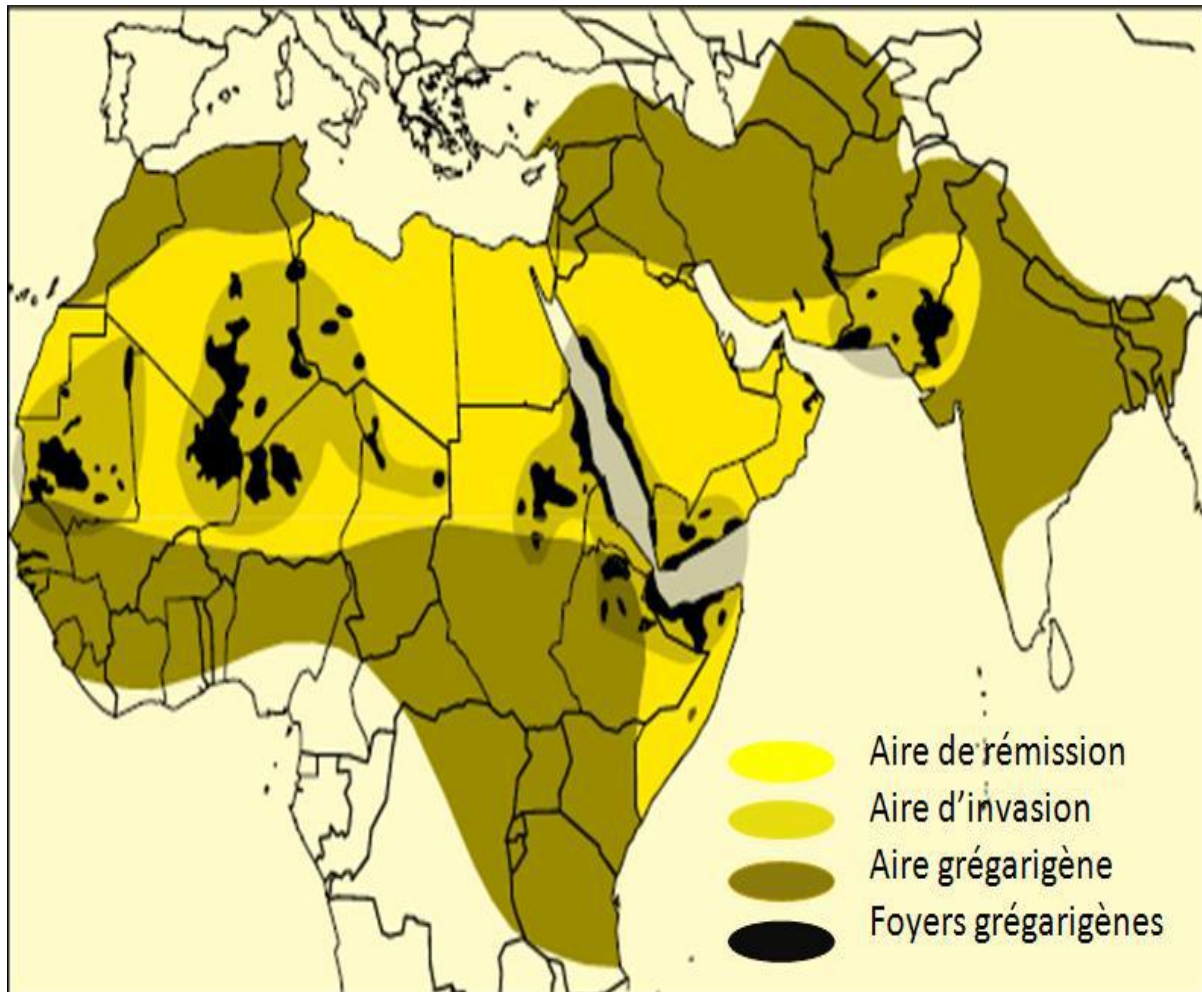 Aire de rémission
Aire d’invasion
Aire grégarigène
Foyers grégarigènes